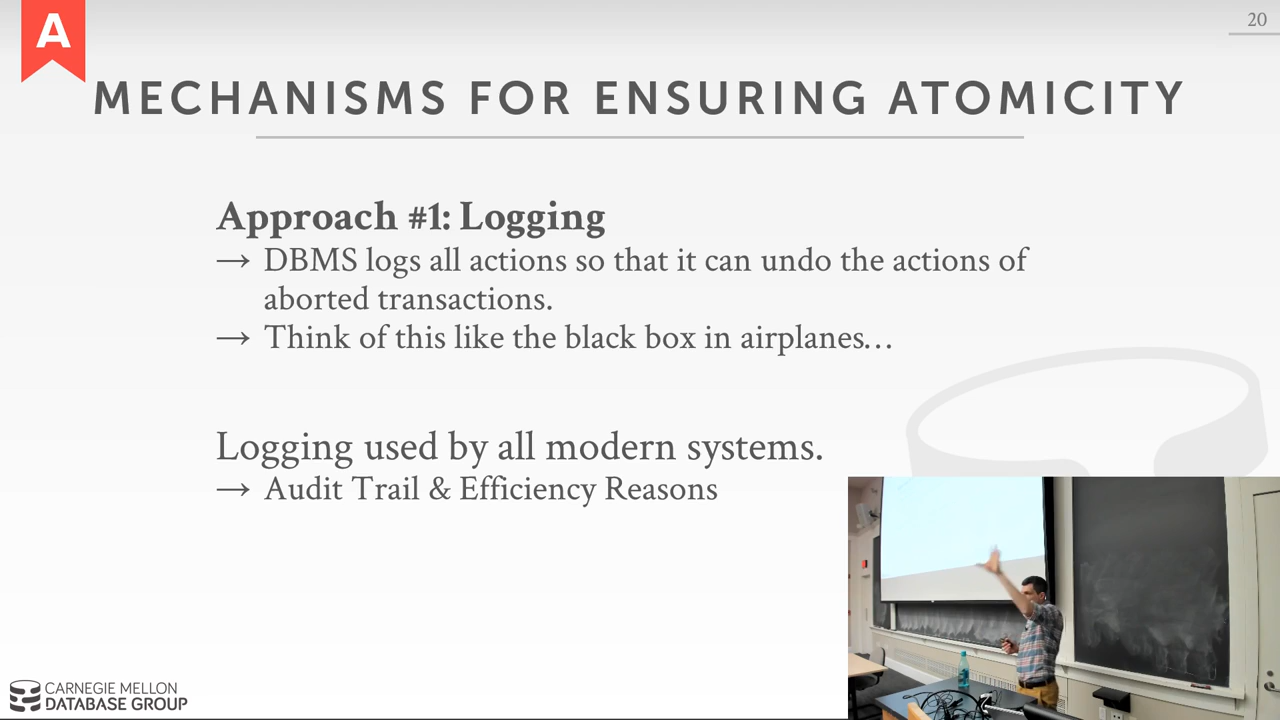 A
20
MECHANISMS FOR ENSURING ATOMICITY
Approach #1: Logging
→ DBMS logs all actions so that it can undo the actions of
aborted transactions.
→ Think of this like the black box in airplanes…
Logging used by all modern systems.
→ Audit Trail & Efficiency Reasons
CARNEGIE MELLON
DATABASE GROUP